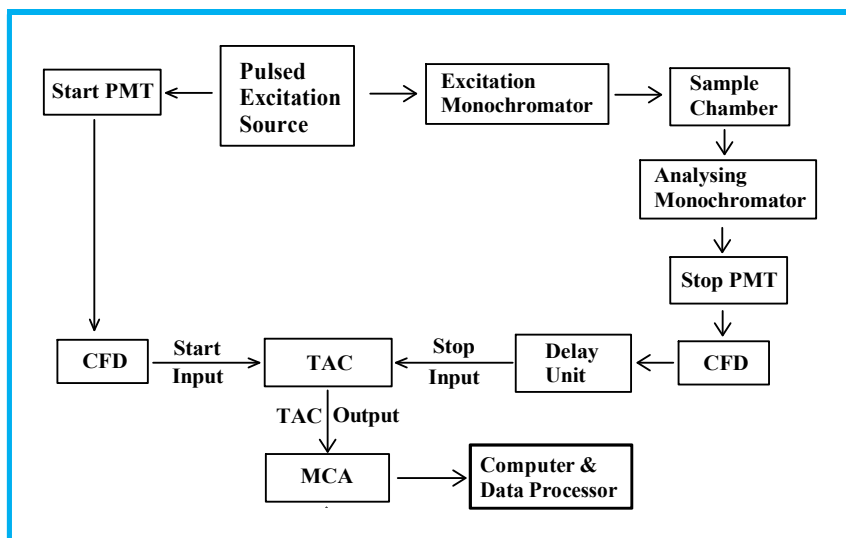 Start PMT
Pulsed
Excitation
Source
Excitation
Monochromator
Sample
Chamber
Analysing
Monochromator
Stop PMT
CFD
Start
Input
TAC
Stop
Input
Delay
Unit
CFD
TAC Output
MCA
Computer &
Data Processor